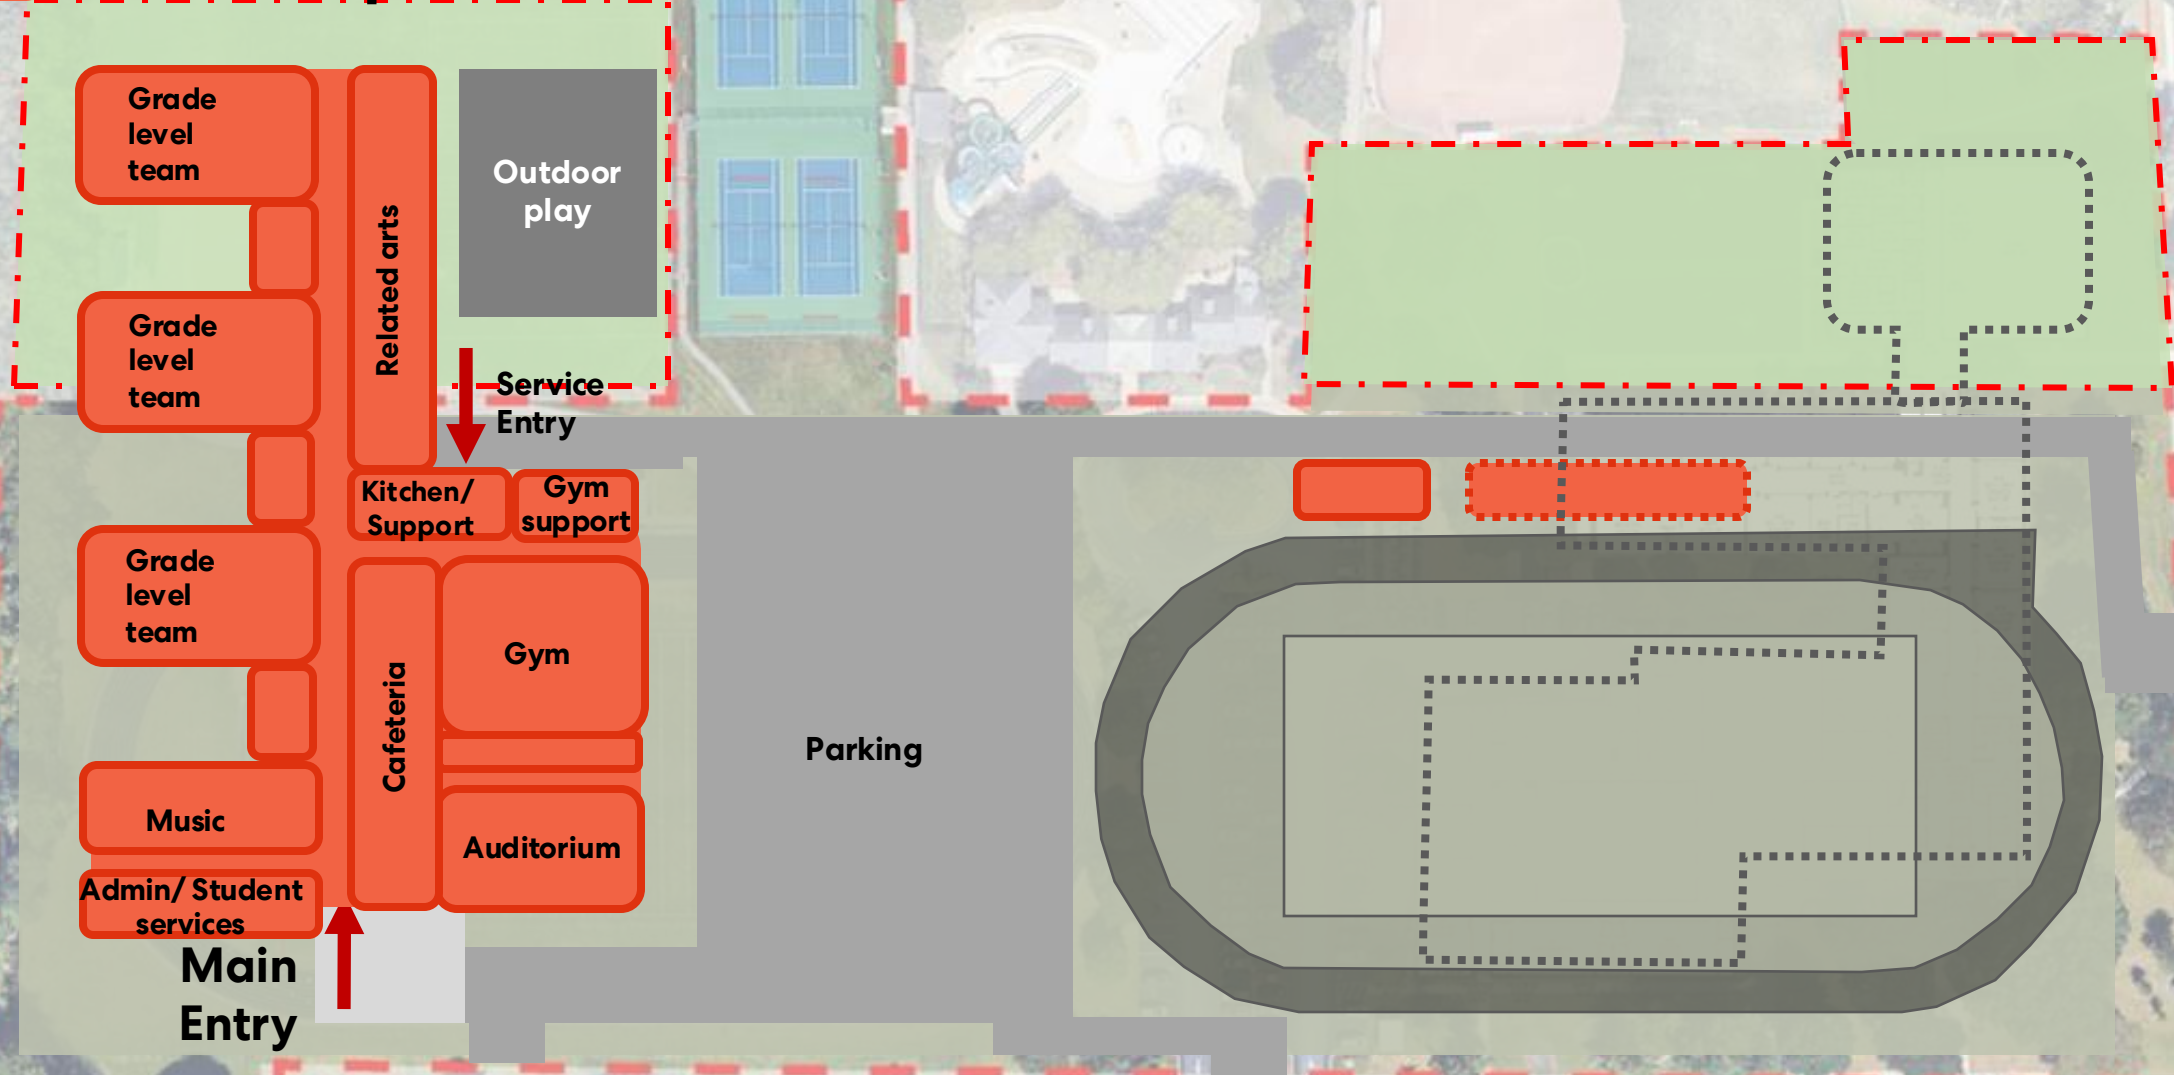 Grade
level
team
Related arts
Outdoor
play
Grade
level
team
Service
Entry
Kitchen/
Support
Gym
support
Grade
level
team
Cafeteria
Gym
Parking
Music
Auditorium
Admin/ Student
services
Main
Entry